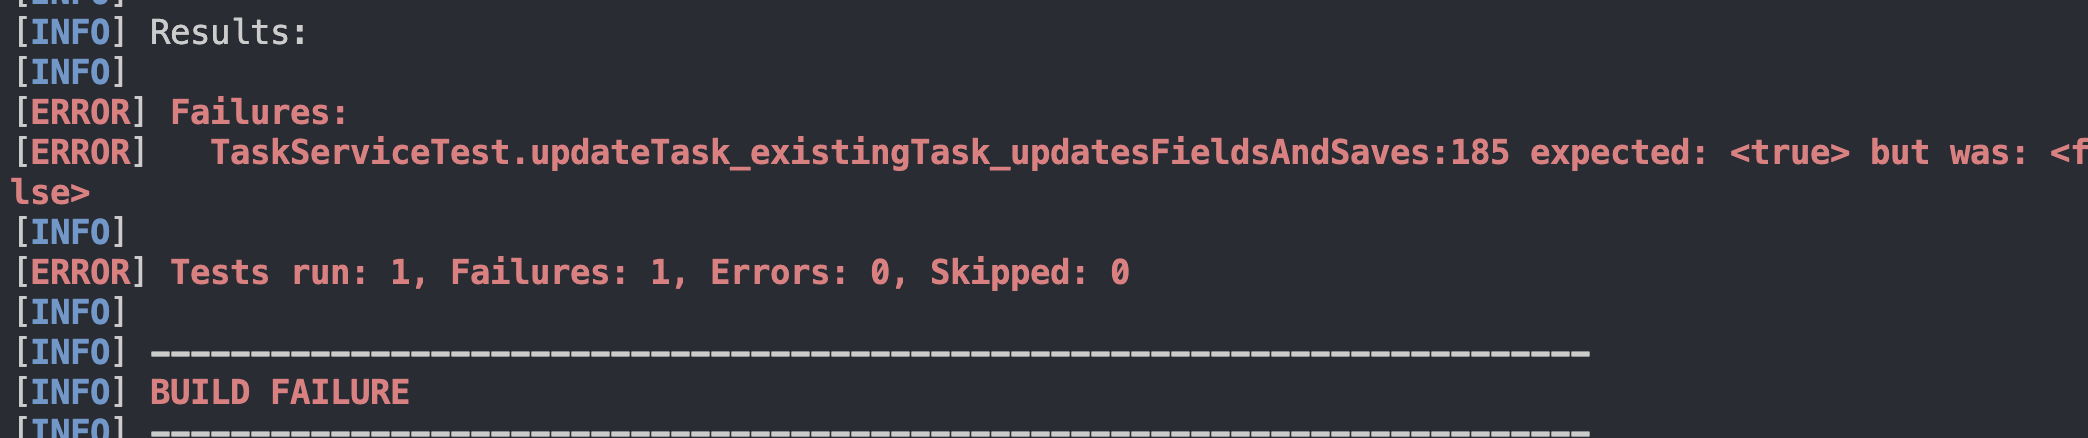 [INFO]
[INFO] Results:
[INFO]
[ERROR] Failures:
[ERROR]   TaskServiceTest.updateTask_existingTask_updatesFieldsAndSaves:185 expected: <true> but was: <f
lse>
[INFO]
[ERROR] Tests run: 1, Failures: 1, Errors: 0, Skipped: 0
[INFO]
[INFO] ------------------------------------------------------------------------
[INFO] BUILD FAILURE
[INFO] ------------------------------------------------------------------------